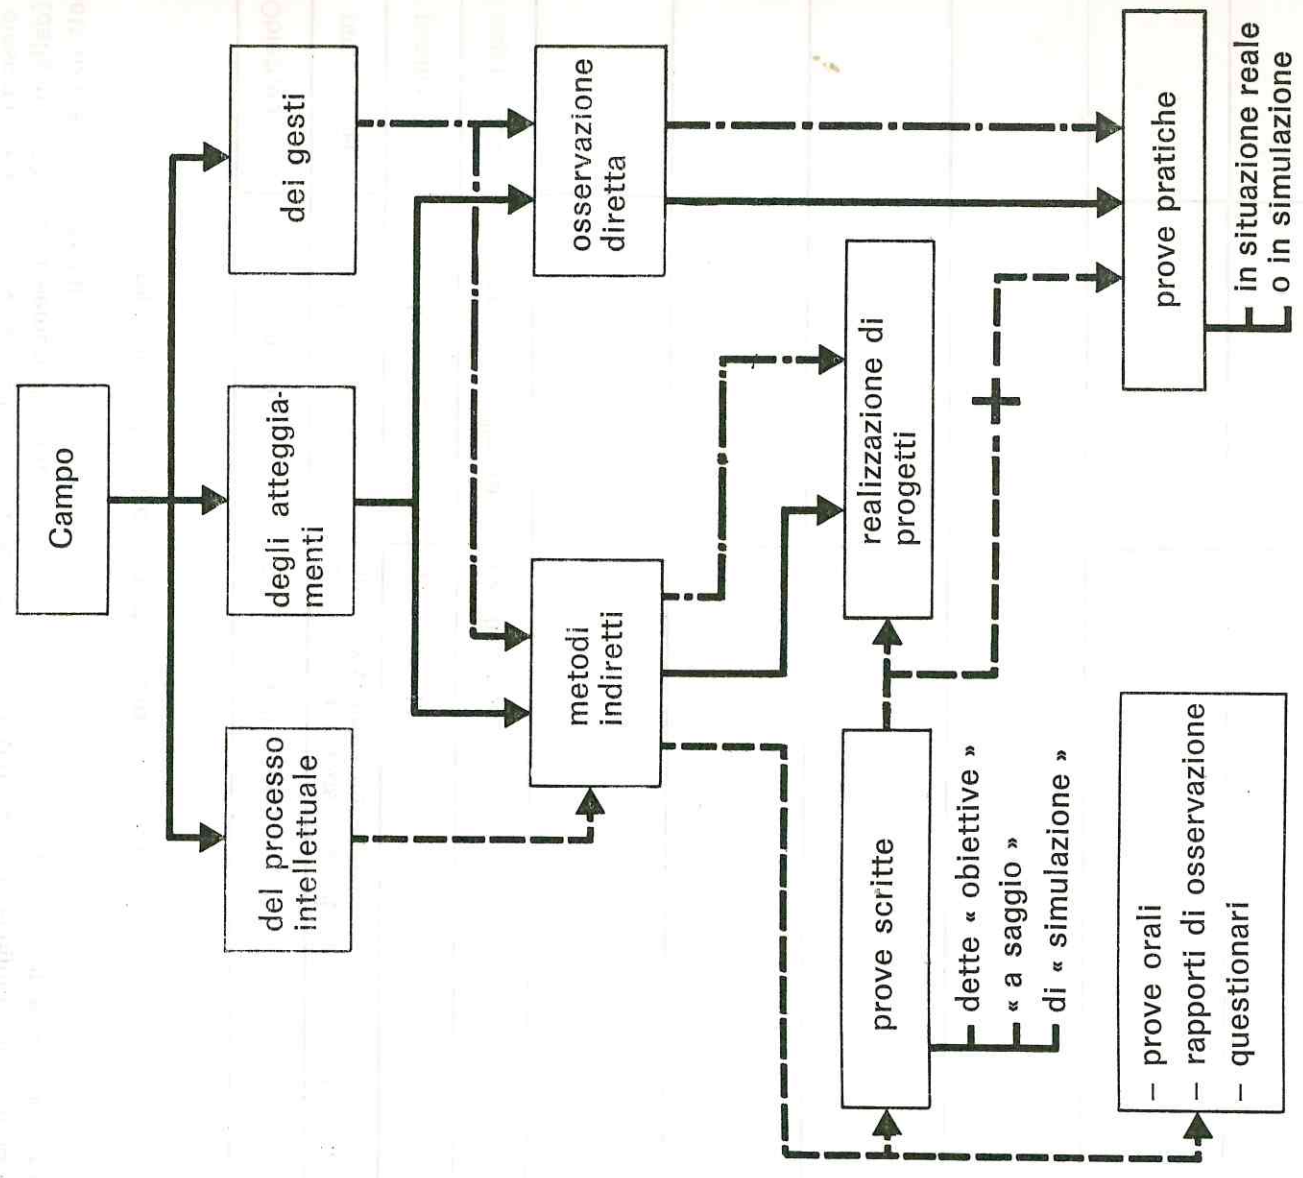 Campo
del processo
intellettuale
degli atteggia-
menti
dei gesti
metodi
indiretti
osservazione
diretta
prove scritte
dette « obiettive »
« a saggio »
di « simulazione »
realizzazione di
progetti
– prove orali
– rapporti di osservazione
– questionari
prove pratiche
in situazione reale
o in simulazione